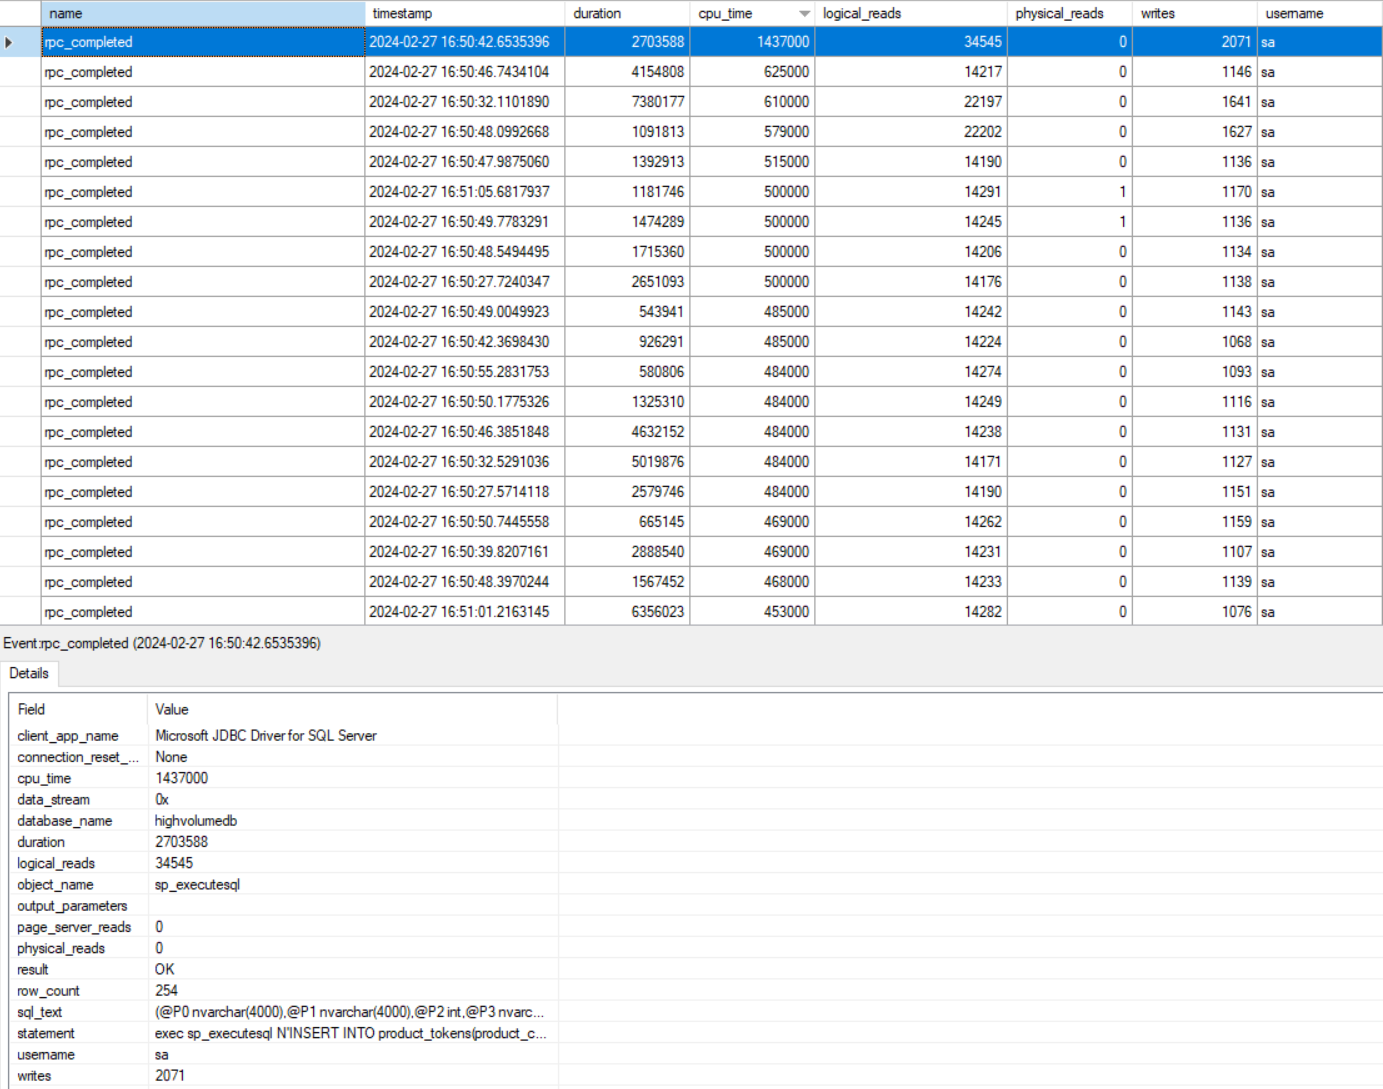 name timestamp duration cpu_time logical_reads physical_reads writes username
rpc_completed 2024-02-27 16:50:42.6535396 2703588 1437000 34545 0 2071 sa
rpc_completed 2024-02-27 16:50:46.7434104 4154808 625000 14217 0 1146 sa
rpc_completed 2024-02-27 16:50:32.1101890 7380177 610000 22197 0 1641 sa
rpc_completed 2024-02-27 16:50:48.0992668 1091813 579000 22202 0 1627 sa
rpc_completed 2024-02-27 16:50:47.9875060 1392913 515000 14190 0 1136 sa
rpc_completed 2024-02-27 16:51:05.6817937 1181746 500000 14291 1 1170 sa
rpc_completed 2024-02-27 16:50:49.7783291 1474289 500000 14245 1 1136 sa
rpc_completed 2024-02-27 16:50:48.5494495 1715360 500000 14206 0 1134 sa
rpc_completed 2024-02-27 16:50:27.7240347 2651093 500000 14176 0 1138 sa
rpc_completed 2024-02-27 16:50:49.0049923 543941 485000 14242 0 1143 sa
rpc_completed 2024-02-27 16:50:42.3698430 926291 485000 14224 0 1068 sa
rpc_completed 2024-02-27 16:50:55.2831753 580806 484000 14274 0 1093 sa
rpc_completed 2024-02-27 16:50:50.1775326 1325310 484000 14249 0 1116 sa
rpc_completed 2024-02-27 16:50:46.3851848 4632152 484000 14238 0 1131 sa
rpc_completed 2024-02-27 16:50:32.5291036 5019876 484000 14171 0 1127 sa
rpc_completed 2024-02-27 16:50:27.5714118 2579746 484000 14190 0 1151 sa
rpc_completed 2024-02-27 16:50:50.7445558 665145 469000 14262 0 1159 sa
rpc_completed 2024-02-27 16:50:39.8207161 2888540 469000 14231 0 1107 sa
rpc_completed 2024-02-27 16:50:48.3970244 1567452 468000 14233 0 1139 sa
rpc_completed 2024-02-27 16:51:01.2163145 6356023 453000 14282 0 1076 sa
Event:rpc_completed (2024-02-27 16:50:42.6535396)
Details
Field Value
client_app_name Microsoft JDBC Driver for SQL Server
connection_reset_... None
cpu_time 1437000
data_stream 0x
database_name highvolumedb
duration 2703588
logical_reads 34545
object_name sp_executesql
output_parameters
page_server_reads 0
physical_reads 0
result OK
row_count 254
sql_text (@P0 nvarchar(4000),@P1 nvarchar(4000),@P2 int,@P3 nvarc...
statement exec sp_executesql N'INSERT INTO product_tokens(product_c...
username sa
writes 2071